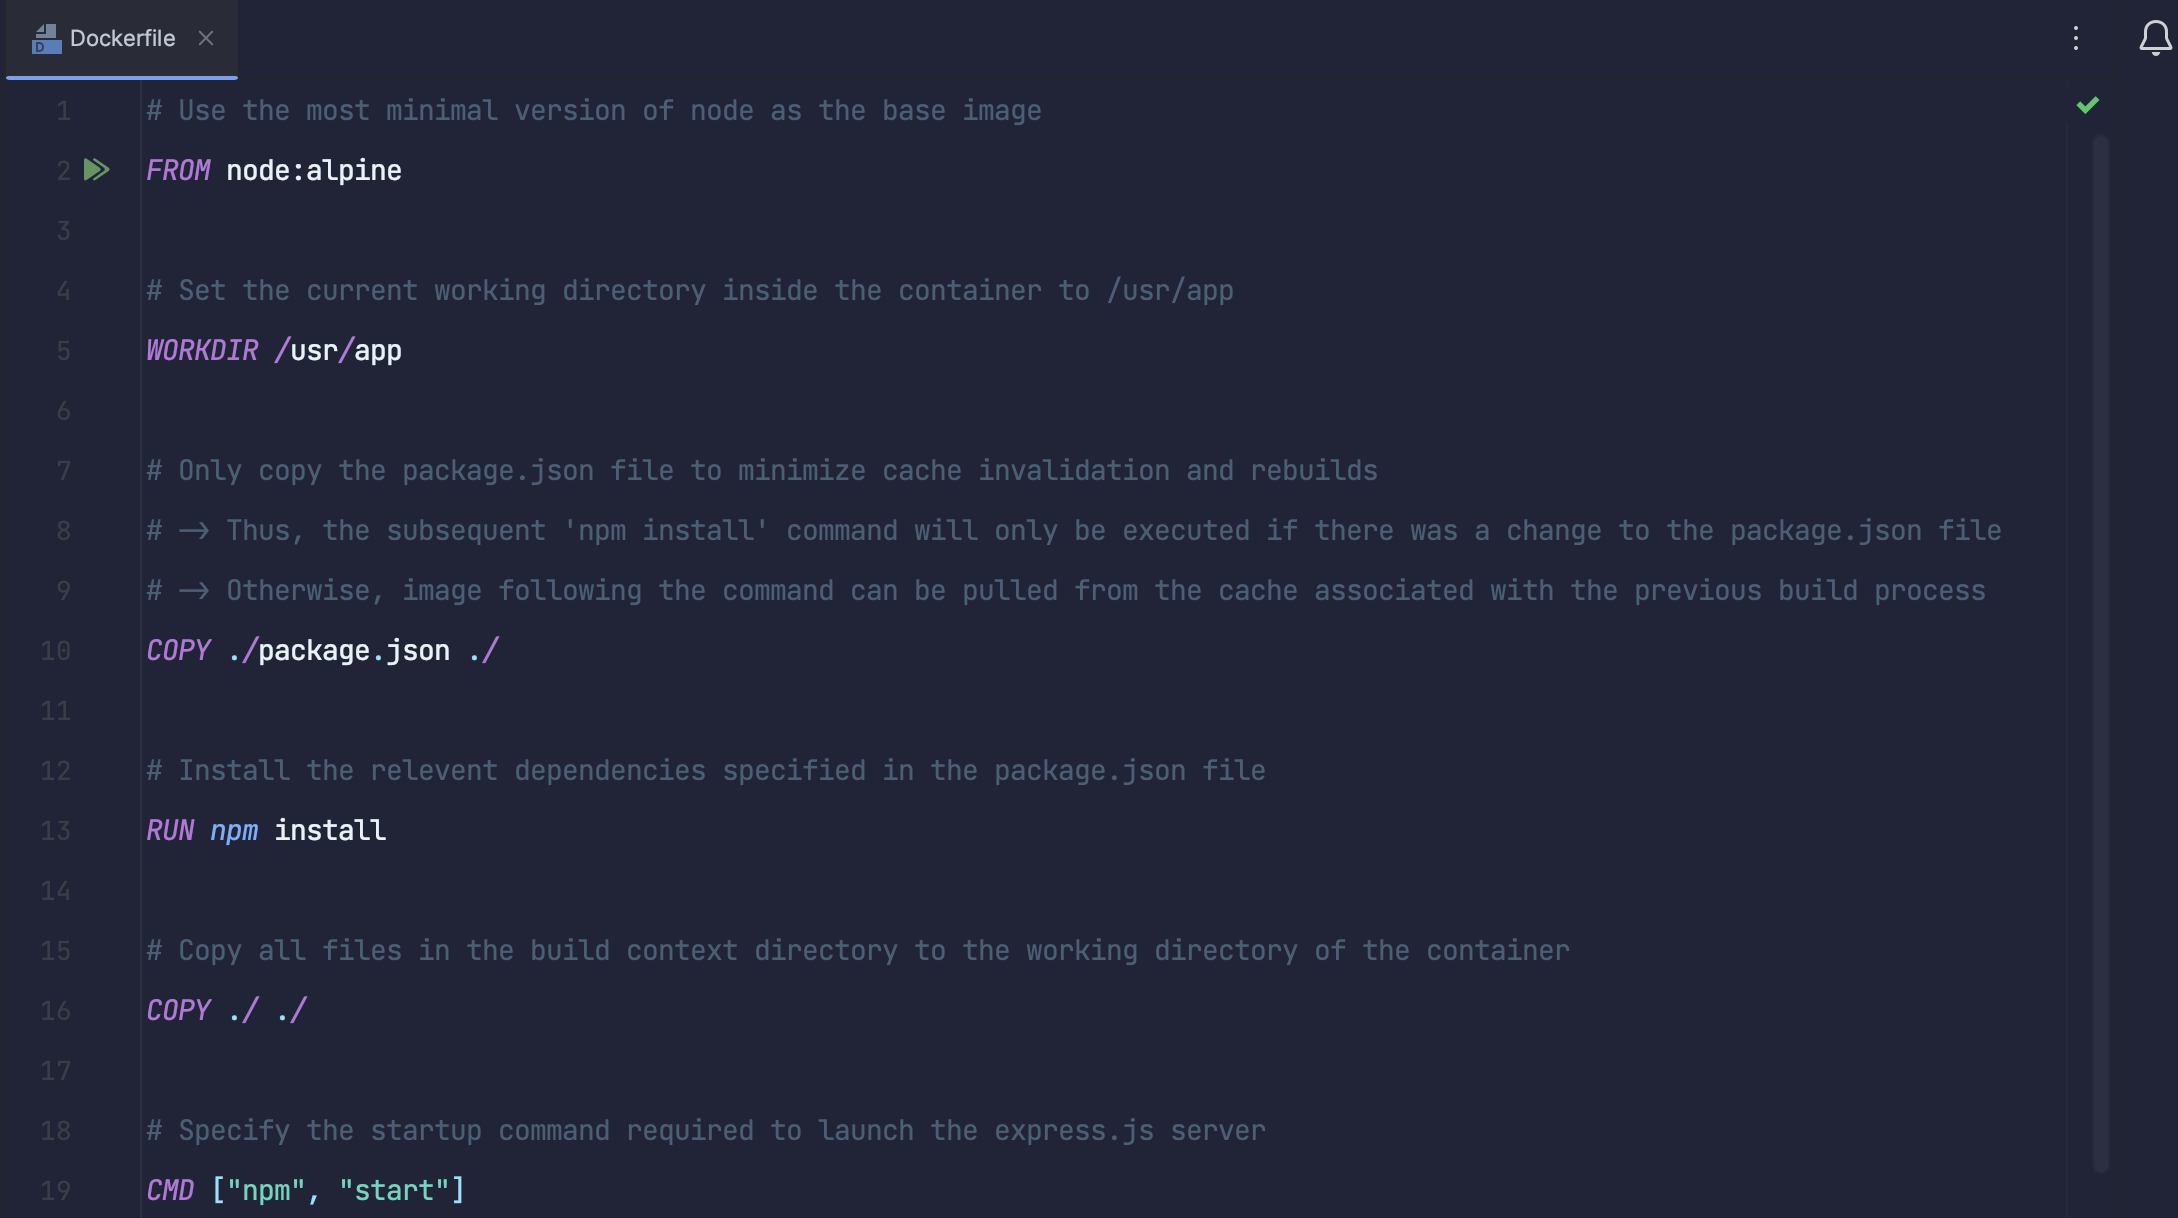 Dockerfile
1 # Use the most minimal version of node as the base image
2 FROM node:alpine
3
4 # Set the current working directory inside the container to /usr/app
5 WORKDIR /usr/app
6
7 # Only copy the package.json file to minimize cache invalidation and rebuilds
8 # -> Thus, the subsequent 'npm install' command will only be executed if there was a change to the package.json file
9 # -> Otherwise, image following the command can be pulled from the cache associated with the previous build process
10 COPY ./package.json ./
11
12 # Install the relevent dependencies specified in the package.json file
13 RUN npm install
14
15 # Copy all files in the build context directory to the working directory of the container
16 COPY ./ ./
17
18 # Specify the startup command required to launch the express.js server
19 CMD ["npm", "start"]